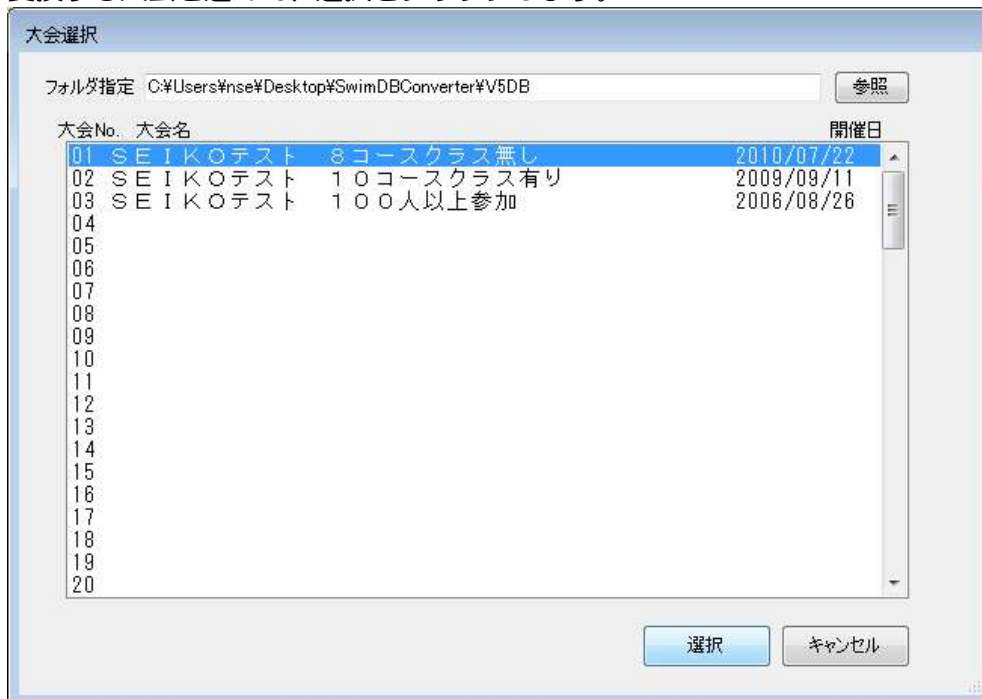 大会選択
フォルダ指定 C:¥Users¥nse¥Desktop¥SwimDBConverter¥V5DB 参照
大会No. 大会名 開催日
01 ＳＥＩＫＯテスト　８コースクラス無し 2010/07/22
02 ＳＥＩＫＯテスト　１０コースクラス有り 2009/09/11
03 ＳＥＩＫＯテスト　１００人以上参加 2006/08/26
04
05
06
07
08
09
10
11
12
13
14
15
16
17
18
19
20
選択 キャンセル